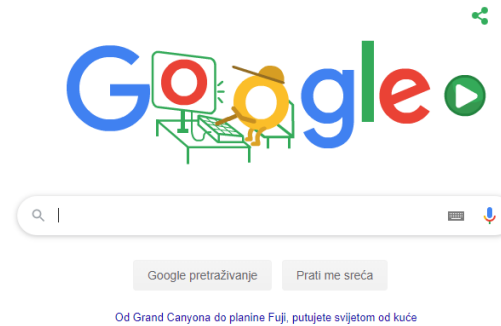 Google
Google pretraživanje
Prati me sreća
Od Grand Canyona do planine Fuji, putujete svijetom od kuće